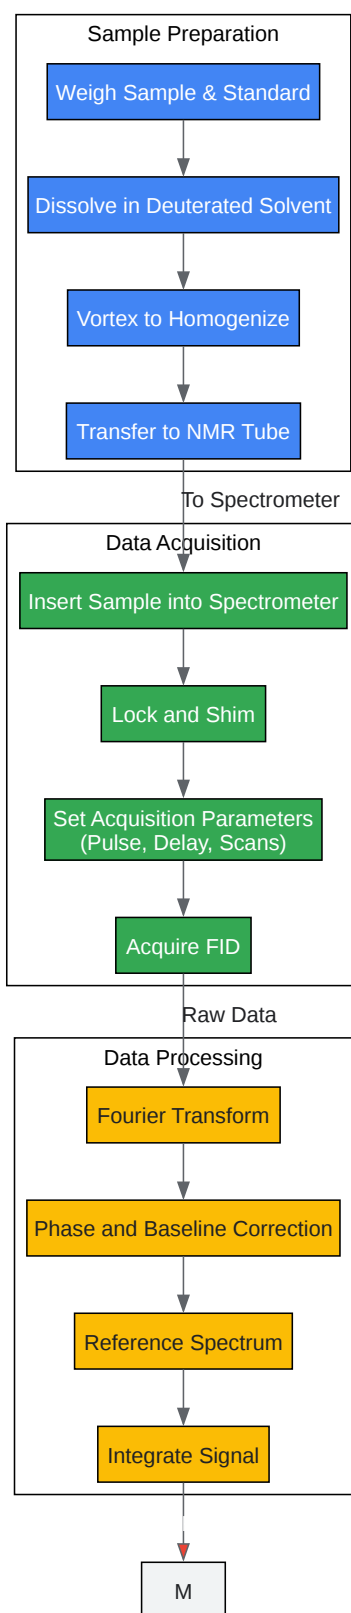 Sample Preparation
Weigh Sample & Standard
Dissolve in Deuterated Solvent
Vortex to Homogenize
Transfer to NMR Tube
To Spectrometer
Data Acquisition
Insert Sample into Spectrometer
Lock and Shim
Set Acquisition Parameters
(Pulse, Delay, Scans)
Acquire FID
Raw Data
Data Processing
Fourier Transform
Phase and Baseline Correction
Reference Spectrum
Integrate Signal
M